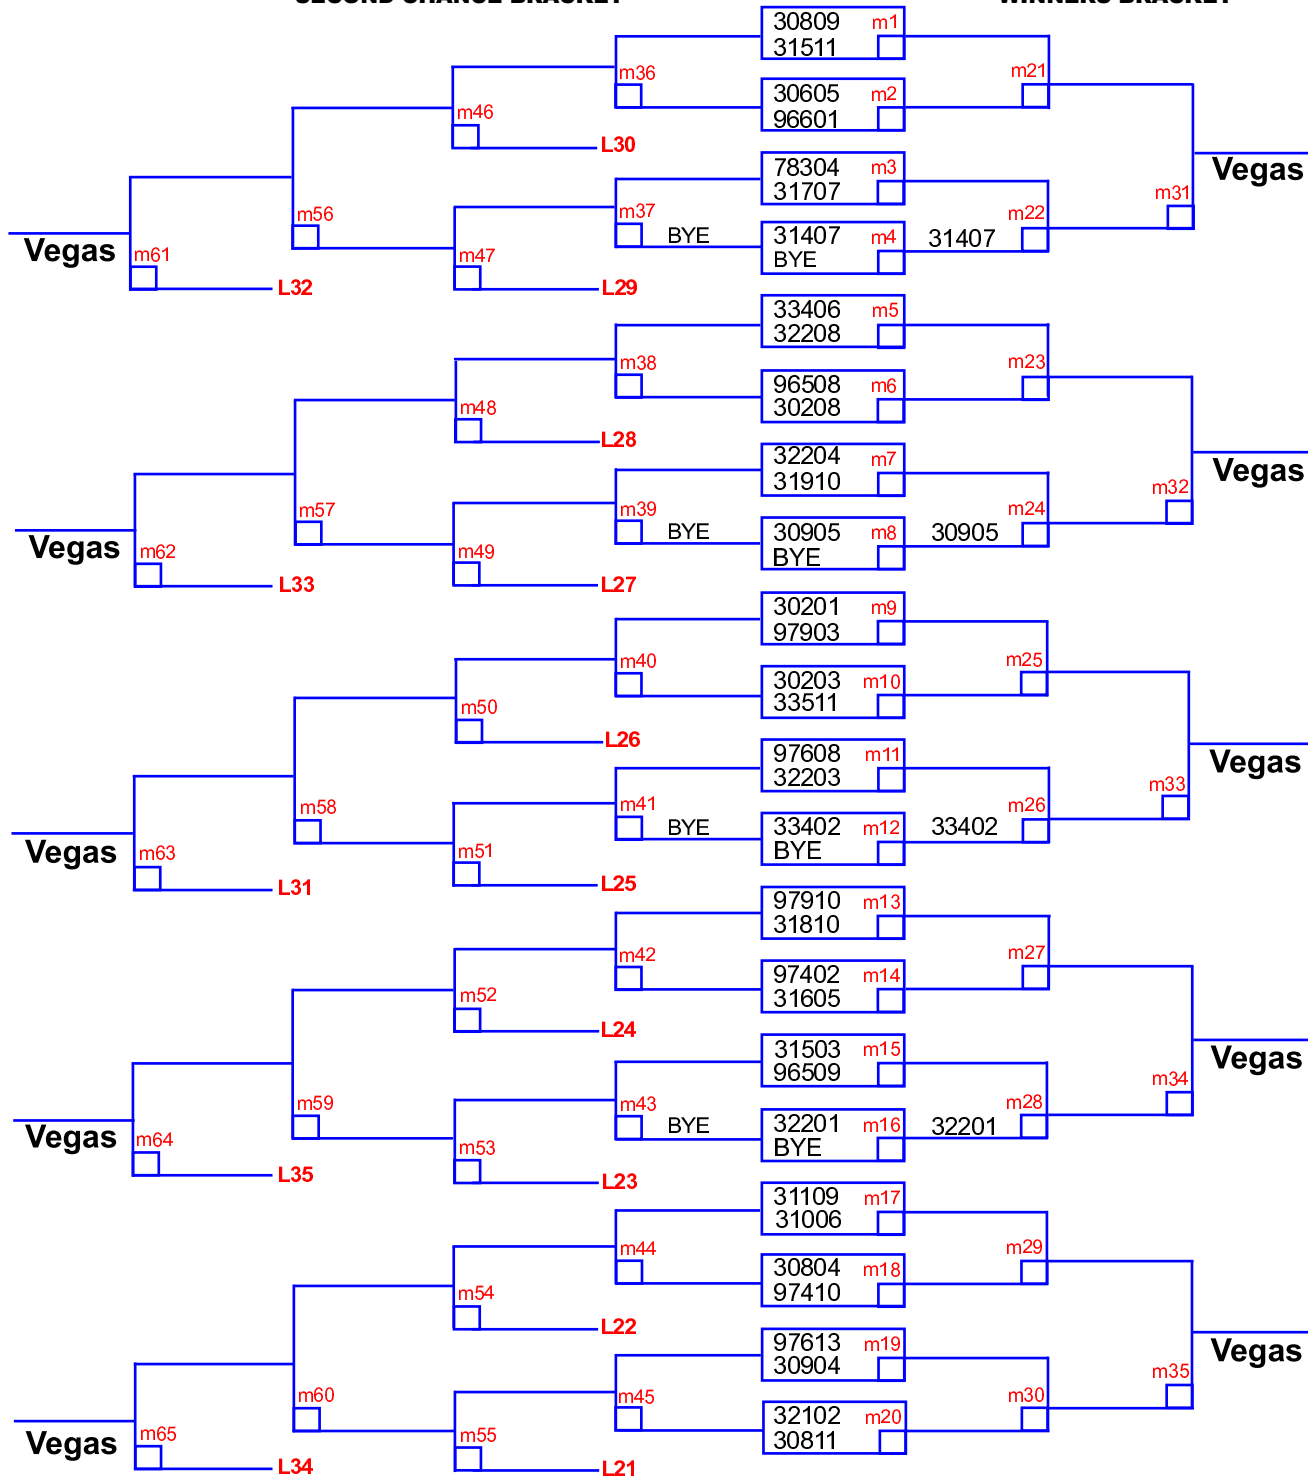 SECOND CHANCE BRACKET
WINNERS BRACKET
30809 m1
31511
m21
m36
30605 m2
96601
m46
L30
78304 m3
31707
Vegas
m31
m37
m22
m56
BYE
31407 m4
BYE
31407
Vegas
m61
m47
L32
L29
33406 m5
32208
m23
m38
96508 m6
30208
m48
L28
32204 m7
31910
Vegas
m32
m39
m24
m57
BYE
30905 m8
BYE
30905
Vegas
m62
m49
L33
L27
30201 m9
97903
m25
m40
30203 m10
33511
m50
L26
97608 m11
32203
Vegas
m33
m41
m26
m58
BYE
33402 m12
BYE
33402
Vegas
m63
m51
L31
L25
97910 m13
31810
m27
m42
97402 m14
31605
m52
L24
31503 m15
96509
Vegas
m34
m43
m28
m59
BYE
32201 m16
BYE
32201
Vegas
m64
m53
L35
L23
31109 m17
31006
m29
m44
30804 m18
97410
m54
L22
97613 m19
30904
Vegas
m35
m45
m30
m60
32102 m20
30811
Vegas
m65
m55
L34
L21